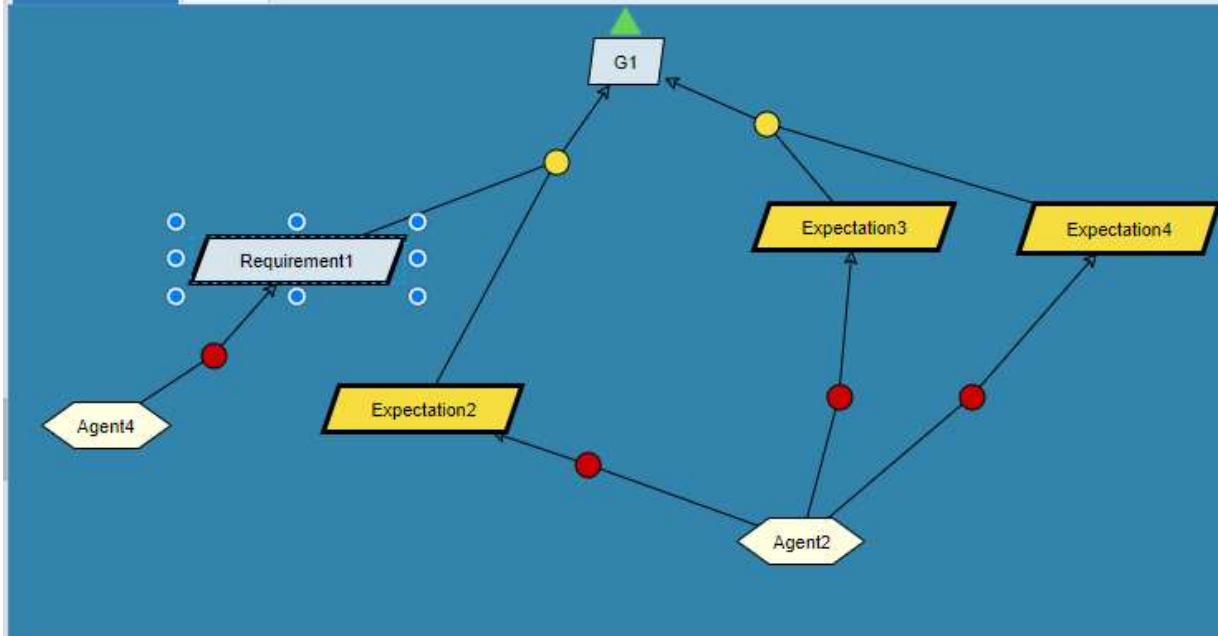 G1
Expectation3
Expectation4
Requirement1
Expectation2
Agent4
Agent2